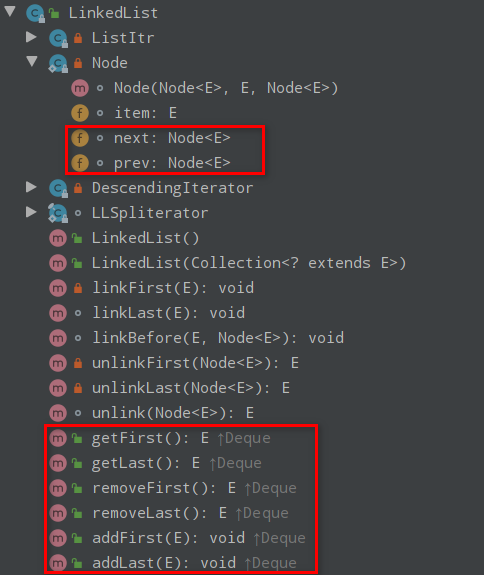 LinkedList
ListItr
Node
m Node(Node<E>, E, Node<E>)
f item: E
f next: Node<E>
f prev: Node<E>
DescendingIterator
LLSpliterator
m LinkedList()
m LinkedList(Collection<? extends E>)
m linkFirst(E): void
m linkLast(E): void
m linkBefore(E, Node<E>): void
m unlinkFirst(Node<E>): E
m unlinkLast(Node<E>): E
m unlink(Node<E>): E
m getFirst(): E ↑Deque
m getLast(): E ↑Deque
m removeFirst(): E ↑Deque
m removeLast(): E ↑Deque
m addFirst(E): void ↑Deque
m addLast(E): void ↑Deque